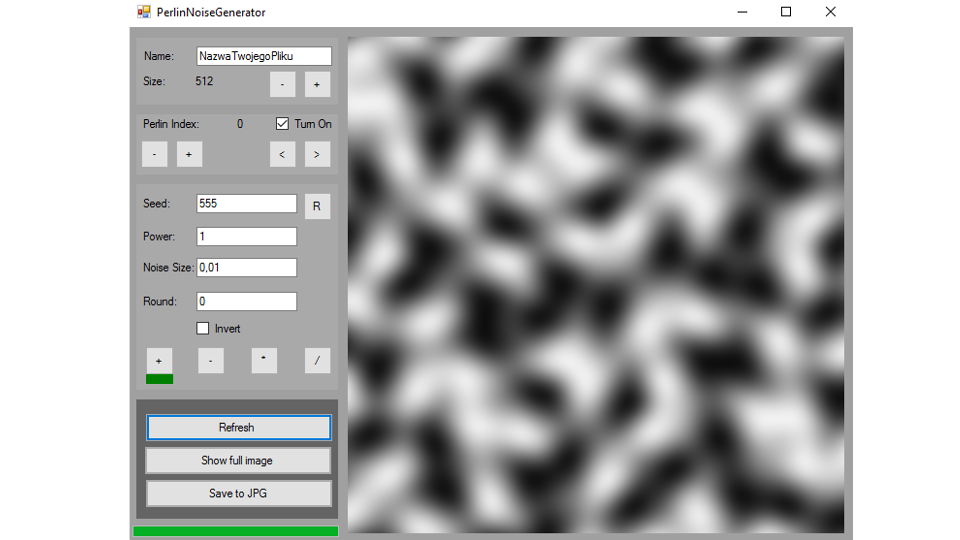 PerlinNoiseGenerator
Name: NazwaTwojegoPliku
Size: 512 - +
Perlin Index: 0 Turn On
- + < >
Seed: 555 R
Power: 1
Noise Size: 0,01
Round: 0
Invert
+ - * /
Refresh
Show full image
Save to JPG